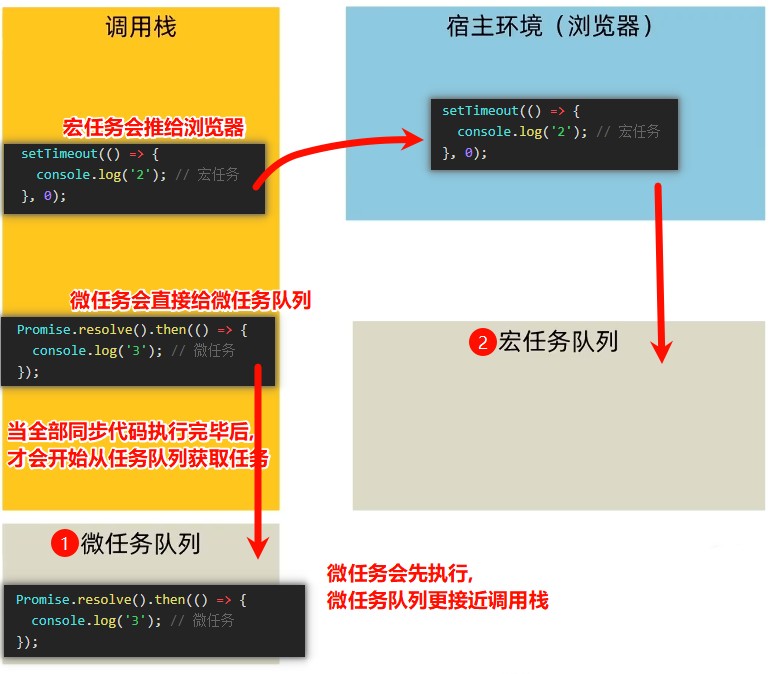 调用栈
宿主环境（浏览器）
宏任务会推给浏览器
setTimeout(() => {
console.log('2'); // 宏任务
}, 0);
setTimeout(() => {
console.log('2'); // 宏任务
}, 0);
微任务会直接给微任务队列
Promise.resolve().then(() => {
console.log('3'); // 微任务
});
2 宏任务队列
当全部同步代码执行完毕后,
才会开始从任务队列获取任务
1 微任务队列
Promise.resolve().then(() => {
console.log('3'); // 微任务
});
微任务会先执行,
微任务队列更接近调用栈